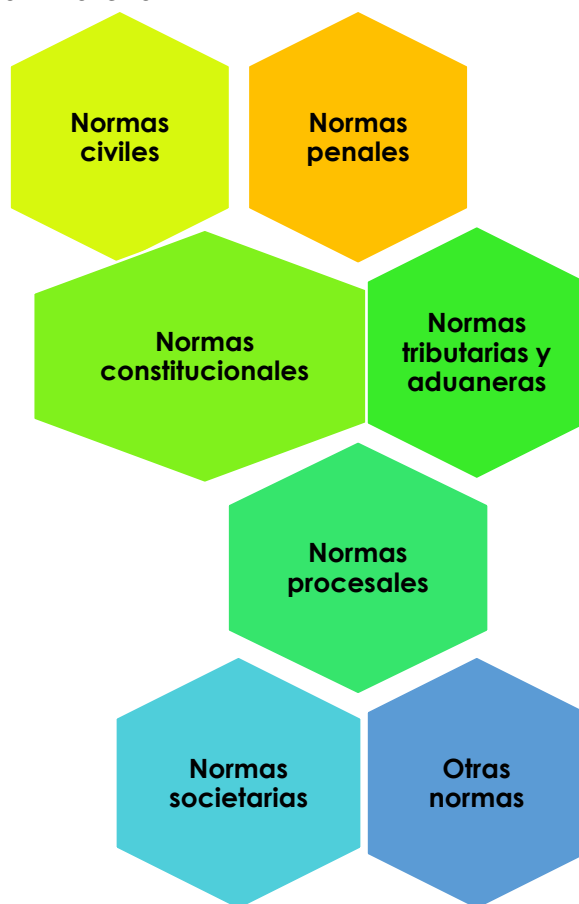 Normas
civiles
Normas
penales
Normas
constitucionales
Normas
tributarias y
aduaneras
Normas
procesales
Normas
societarias
Otras
normas